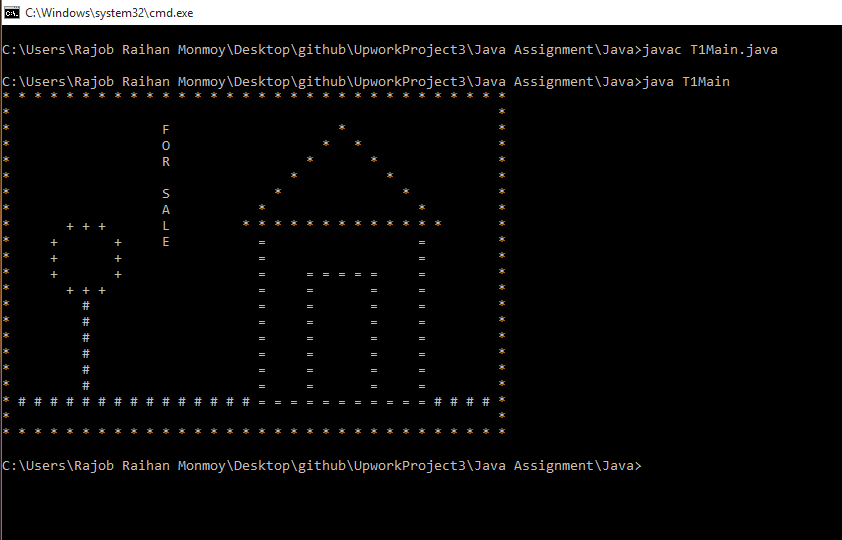 C:\Windows\system32\cmd.exe
C:\Users\Rajob Raihan Monmoy\Desktop\github\UpworkProject3\Java Assignment\Java>javac T1Main.java
C:\Users\Rajob Raihan Monmoy\Desktop\github\UpworkProject3\Java Assignment\Java>java T1Main
* * * * * * * * * * * * * * * * * * * * * * * * * * * * * * * *
*                                                             *
*                   F                     *                   *
*                   O                   *   *                 *
*                   R                 *       *               *
*                                   *           *             *
*                   S             *               *           *
*                   A           *                   *         *
*       + + +       L         * * * * * * * * * * * * *       *
*     +       +     E           =                   =         *
*     +       +                 =                   =         *
*     +       +                 =     = = = = =     =         *
*       + + +                   =     =       =     =         *
*         #                     =     =       =     =         *
*         #                     =     =       =     =         *
*         #                     =     =       =     =         *
*         #                     =     =       =     =         *
*         #                     =     =       =     =         *
*         #                     =     =       =     =         *
* # # # # # # # # # # # # # # # = = = = = = = = = = = # # # # *
*                                                             *
* * * * * * * * * * * * * * * * * * * * * * * * * * * * * * * *
C:\Users\Rajob Raihan Monmoy\Desktop\github\UpworkProject3\Java Assignment\Java>